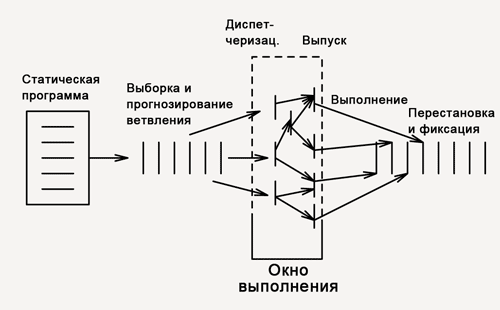 Статическая
программа
Выборка и
прогнозирование
ветвления
Диспет-
черизац.
Выпуск
Выполнение
Перестановка
и фиксация
Окно
выполнения